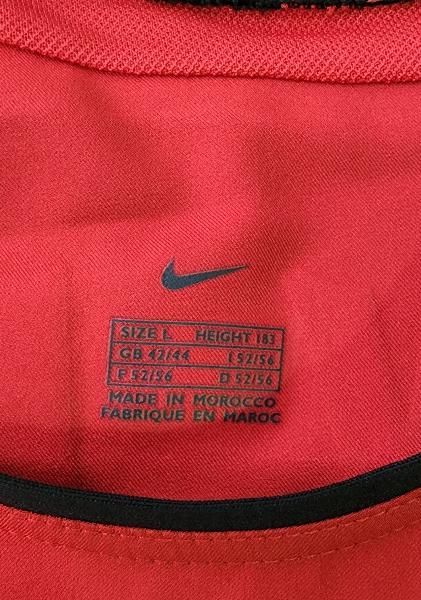 SIZE L HEIGHT 183
GB 42/44 I 52/56
F 52/56 D 52/56
MADE IN MOROCCO
FABRIQUE EN MAROC